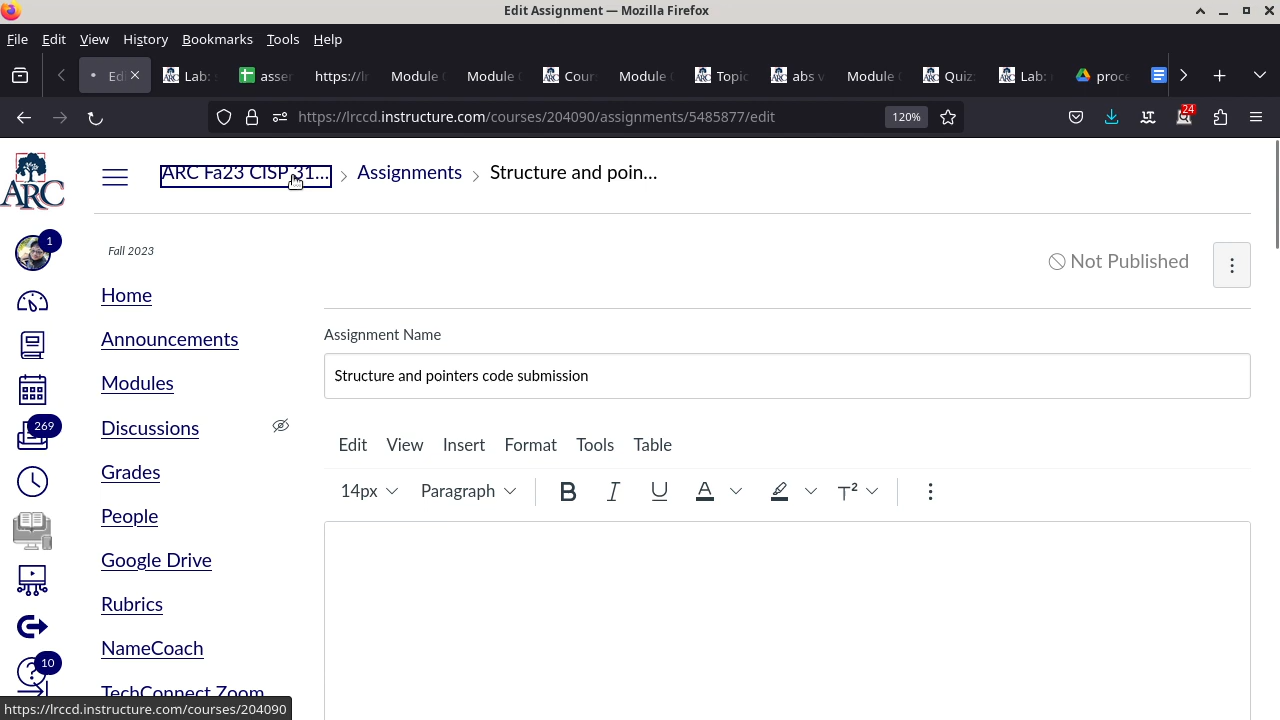 Edit Assignment — Mozilla Firefox
File Edit View History Bookmarks Tools Help
Ed Lab: asser https://lr Module Module Cour Module Topic abs v Module Quiz Lab: proce
https://lrccd.instructure.com/courses/204090/assignments/5485877/edit 120% 24
ARC
ARC Fa23 CISP 31... Assignments Structure and poin...
1
Fall 2023
Not Published
Home
Assignment Name
Announcements
Structure and pointers code submission
Modules
269
Discussions
Edit View Insert Format Tools Table
Grades
14px Paragraph B I U A T2
People
Google Drive
Rubrics
NameCoach
10
TechConnect Zoom
https://lrccd.instructure.com/courses/204090